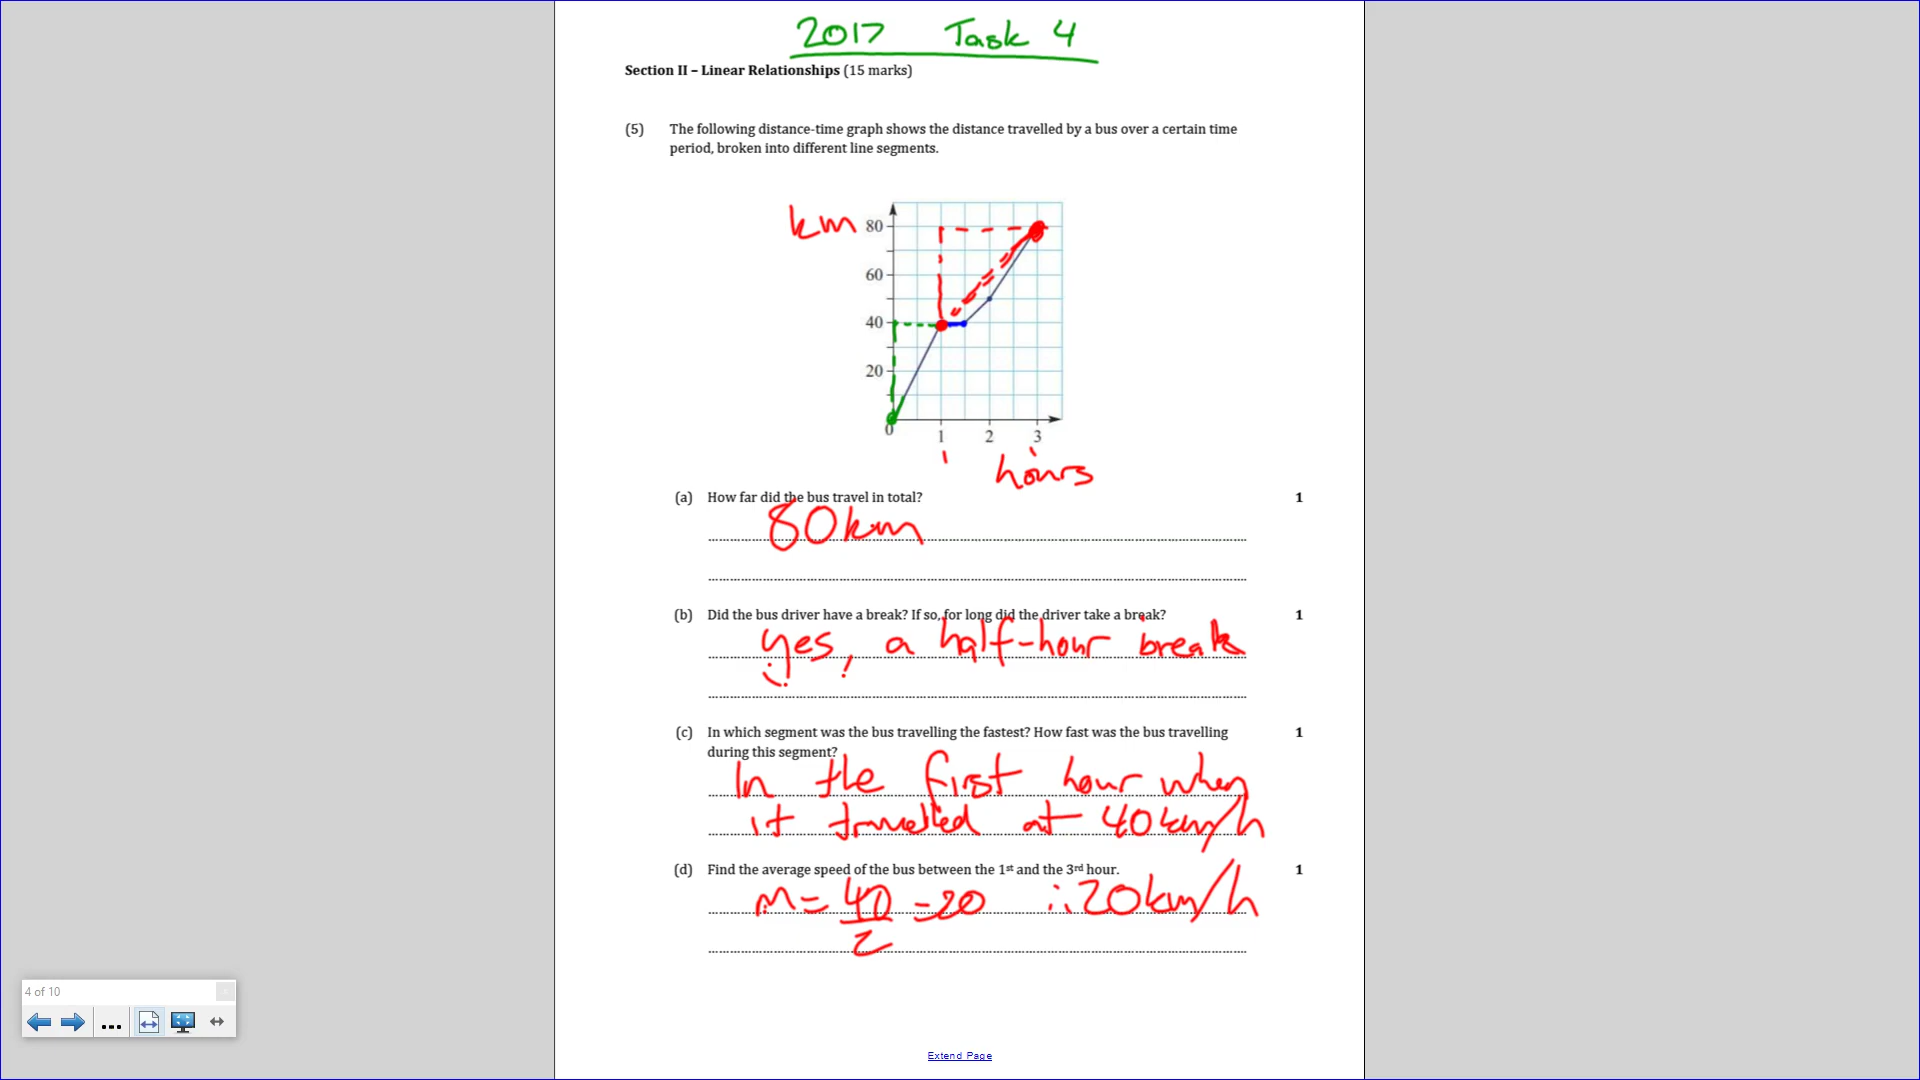 2017 Task 4
Section II – Linear Relationships (15 marks)
(5) The following distance-time graph shows the distance travelled by a bus over a certain time
period, broken into different line segments.
km
80
60
40
20
0 1 2 3
hours
(a) How far did the bus travel in total? 1
80km
(b) Did the bus driver have a break? If so, for long did the driver take a break? 1
yes, a half-hour break
(c) In which segment was the bus travelling the fastest? How fast was the bus travelling 1
during this segment?
In the first hour when
it travelled at 40km/h
(d) Find the average speed of the bus between the 1st and the 3rd hour. 1
m = 40/2 = 20 ∴ 20km/h
4 of 10
...
Extend Page